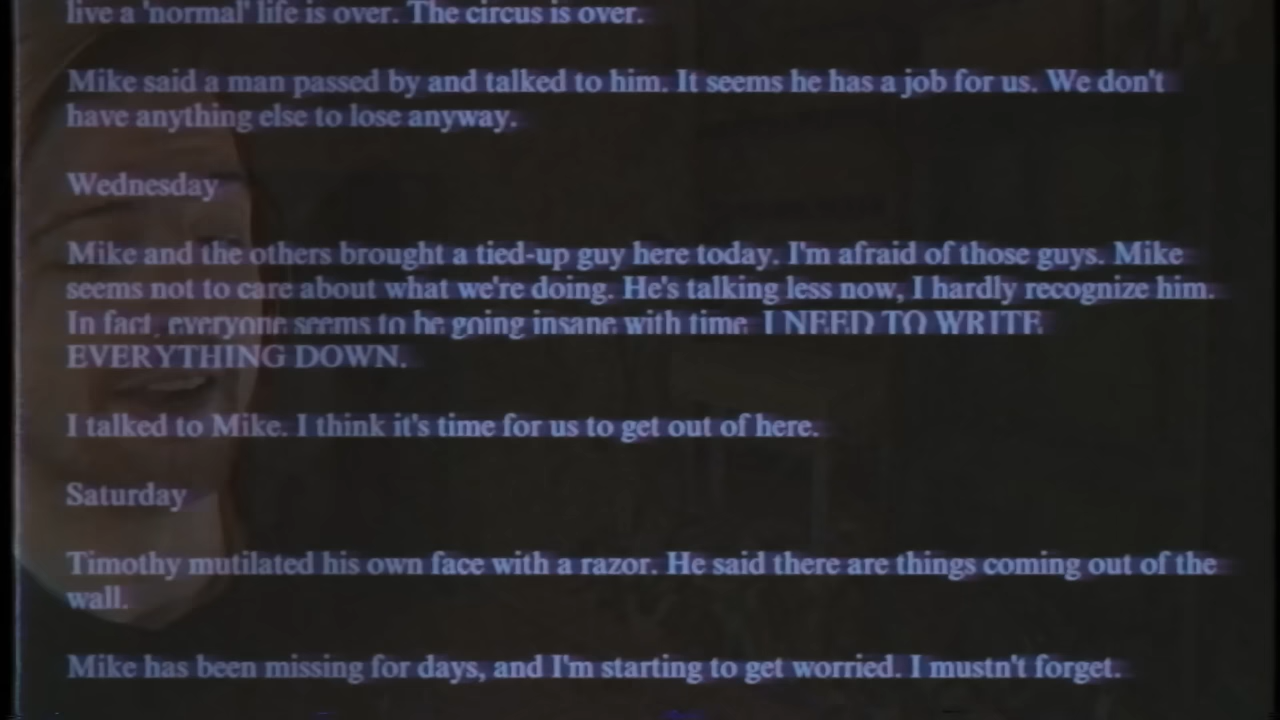 live a 'normal' life is over. The circus is over.
Mike said a man passed by and talked to him. It seems he has a job for us. We don't
have anything else to lose anyway.
Wednesday
Mike and the others brought a tied-up guy here today. I'm afraid of those guys. Mike
seems not to care about what we're doing. He's talking less now, I hardly recognize him.
In fact, everyone seems to be going insane with time. I NEED TO WRITE
EVERYTHING DOWN.
I talked to Mike. I think it's time for us to get out of here.
Saturday
Timothy mutilated his own face with a razor. He said there are things coming out of the
wall.
Mike has been missing for days, and I'm starting to get worried. I mustn't forget.